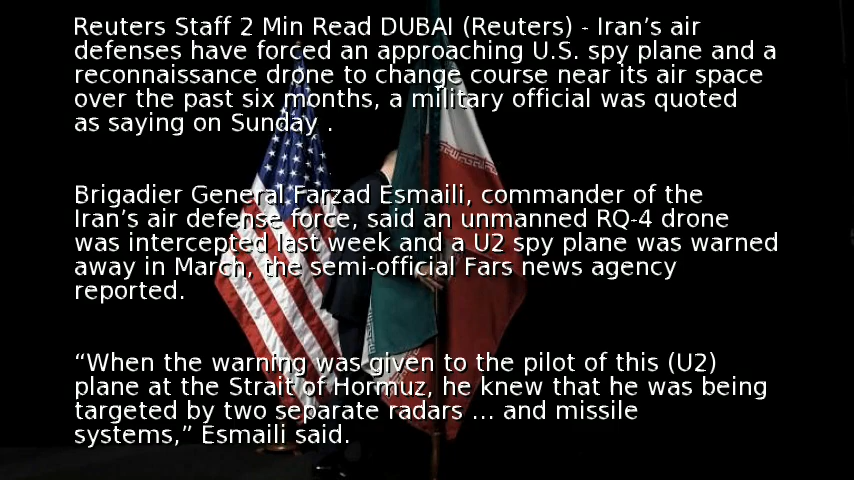 Reuters Staff 2 Min Read DUBAI (Reuters) - Iran’s air
defenses have forced an approaching U.S. spy plane and a
reconnaissance drone to change course near its air space
over the past six months, a military official was quoted
as saying on Sunday .
Brigadier General Farzad Esmaili, commander of the
Iran’s air defense force, said an unmanned RQ-4 drone
was intercepted last week and a U2 spy plane was warned
away in March, the semi-official Fars news agency
reported.
“When the warning was given to the pilot of this (U2)
plane at the Strait of Hormuz, he knew that he was being
targeted by two separate radars ... and missile
systems,” Esmaili said.